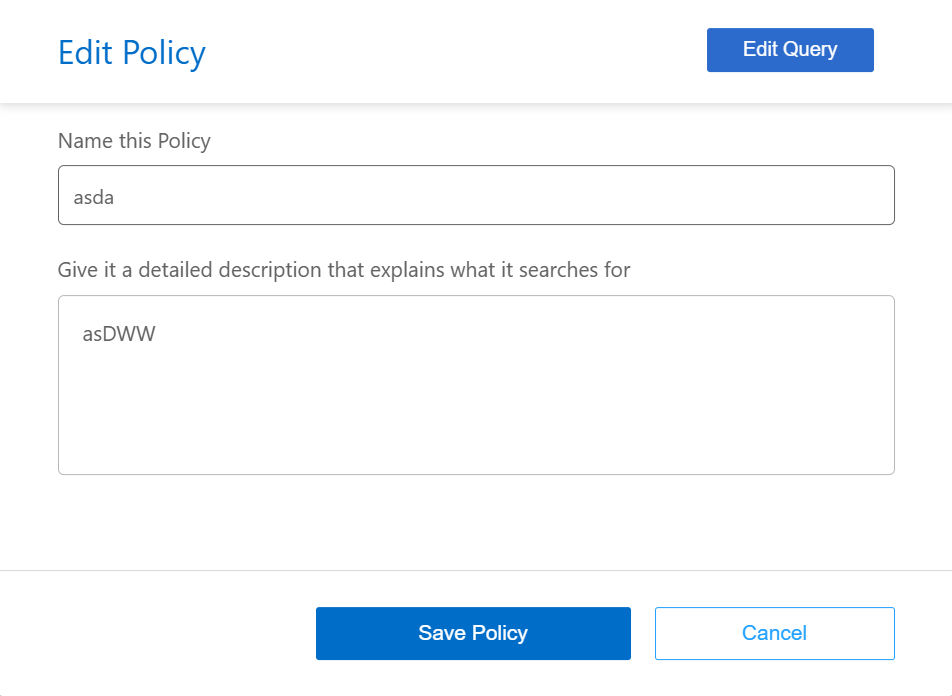 Edit Policy
Edit Query
Name this Policy
asda
Give it a detailed description that explains what it searches for
asDWW
Save Policy
Cancel